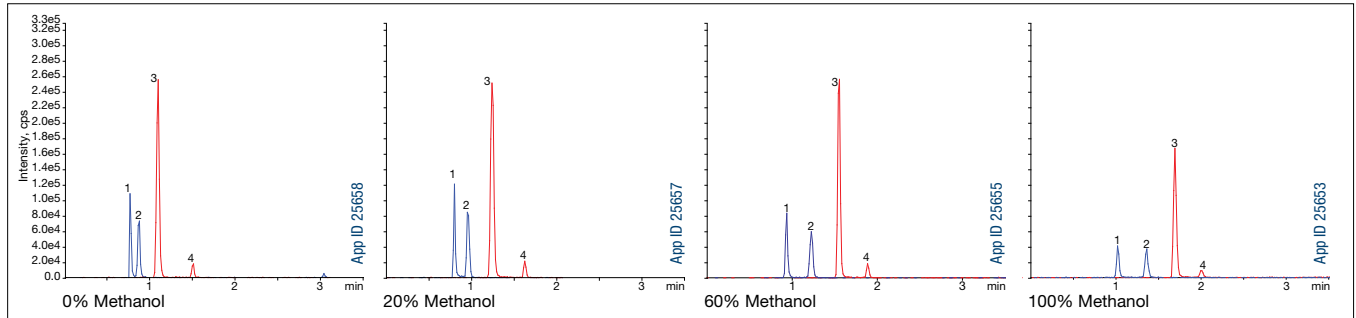 3.3e5
3.2e5
3.0e5
2.8e5
2.6e5
2.4e5
2.2e5
2.0e5
1.8e5
1.6e5
1.4e5
1.2e5
1.0e5
8.0e4
6.0e4
4.0e4
2.0e4
0.0
Intensity, cps
1
2
3
4
1 2 3 min
0% Methanol
App ID 25658
1
2
3
4
1 2 3 min
20% Methanol
App ID 25657
1
2
3
4
1 2 3 min
60% Methanol
App ID 25655
1
2
3
4
1 2 3 min
100% Methanol
App ID 25653